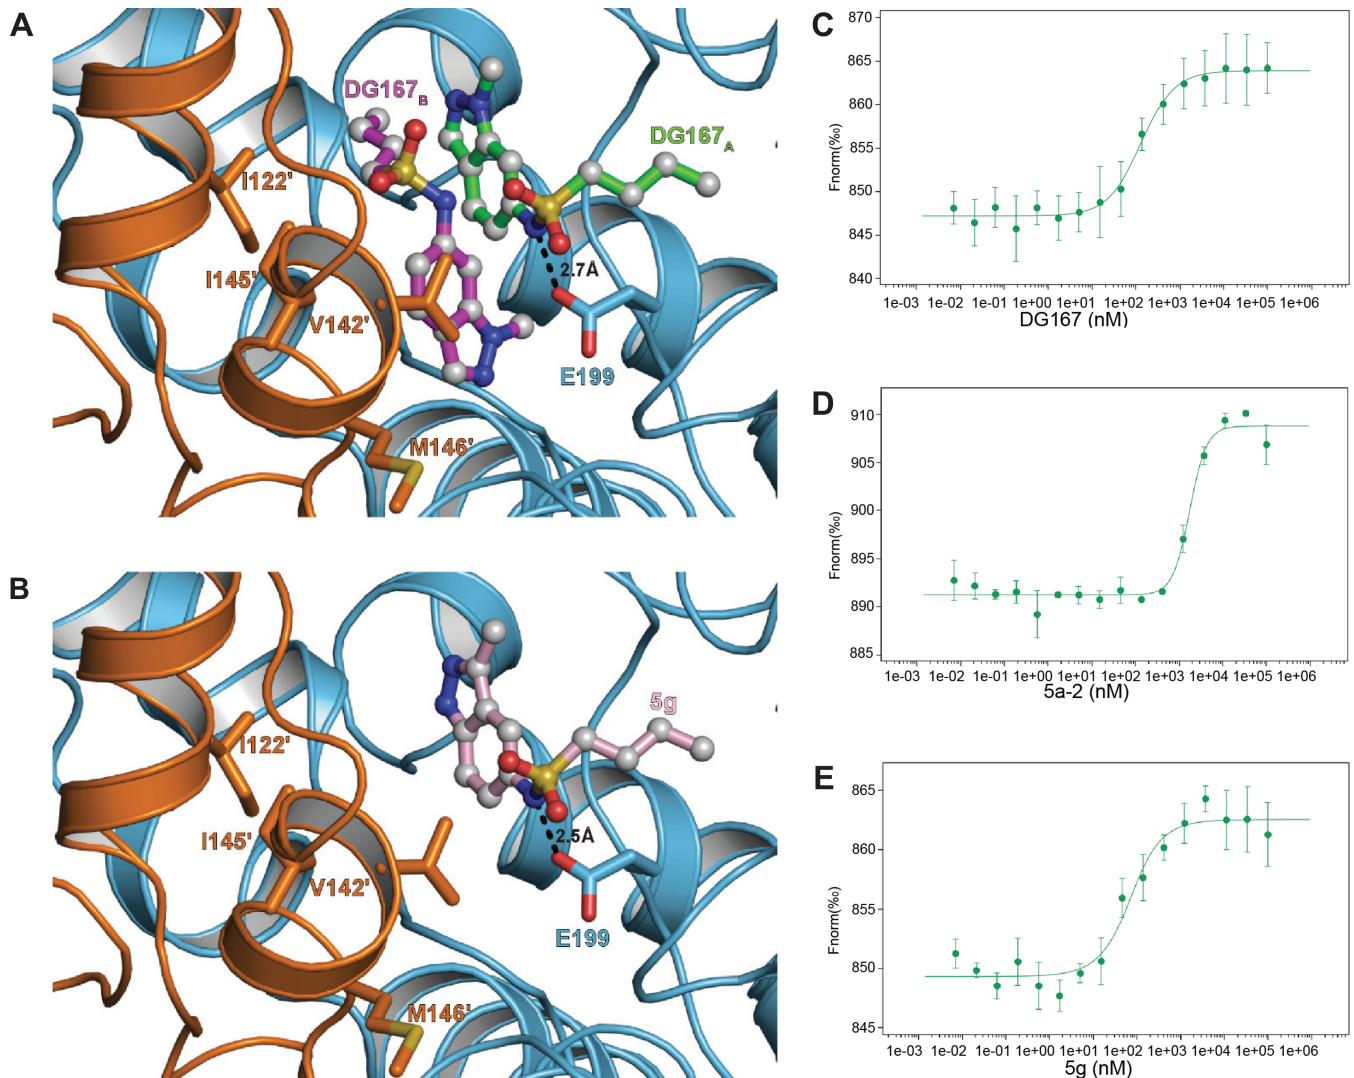 A
DG167B
DG167A
I122'
I145'
V142'
2.7Å
E199
M146'
B
5g
I122'
I145'
V142'
2.5Å
E199
M146'
C
870
865
860
855
850
845
840
Fnorm(‰)
1e-03 1e-02 1e-01 1e+00 1e+01 1e+02 1e+03 1e+04 1e+05 1e+06
DG167 (nM)
D
910
905
900
895
890
885
Fnorm(‰)
1e-03 1e-02 1e-01 1e+00 1e+01 1e+02 1e+03 1e+04 1e+05 1e+06
5a-2 (nM)
E
865
860
855
850
845
Fnorm(‰)
1e-03 1e-02 1e-01 1e+00 1e+01 1e+02 1e+03 1e+04 1e+05 1e+06
5g (nM)